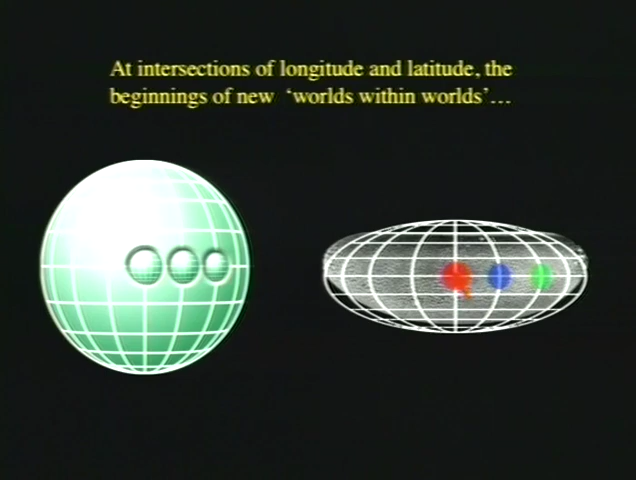 At intersections of longitude and latitude, the
beginnings of new ‘worlds within worlds’…